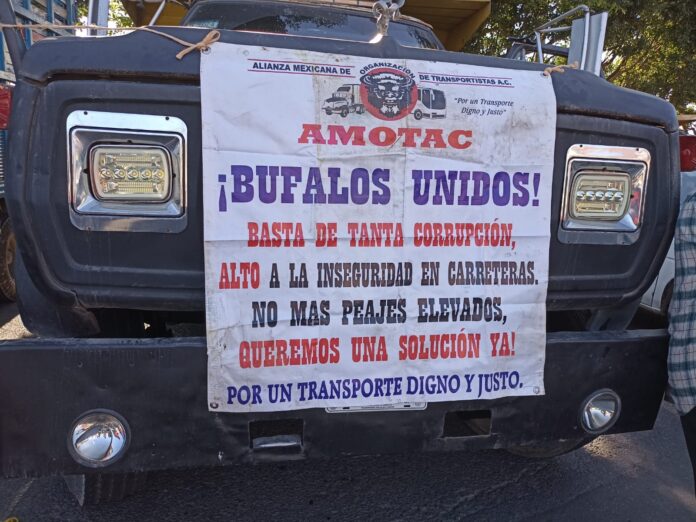 ALIANZA MEXICANA DE ORGANIZACIÓN DE TRANSPORTISTAS A.C.
"Por un Transporte
Digno y Justo"
AMOTAC
¡BUFALOS UNIDOS!
BASTA DE TANTA CORRUPCIÓN,
ALTO A LA INSEGURIDAD EN CARRETERAS.
NO MAS PEAJES ELEVADOS,
QUEREMOS UNA SOLUCIÓN YA!
POR UN TRANSPORTE DIGNO Y JUSTO.